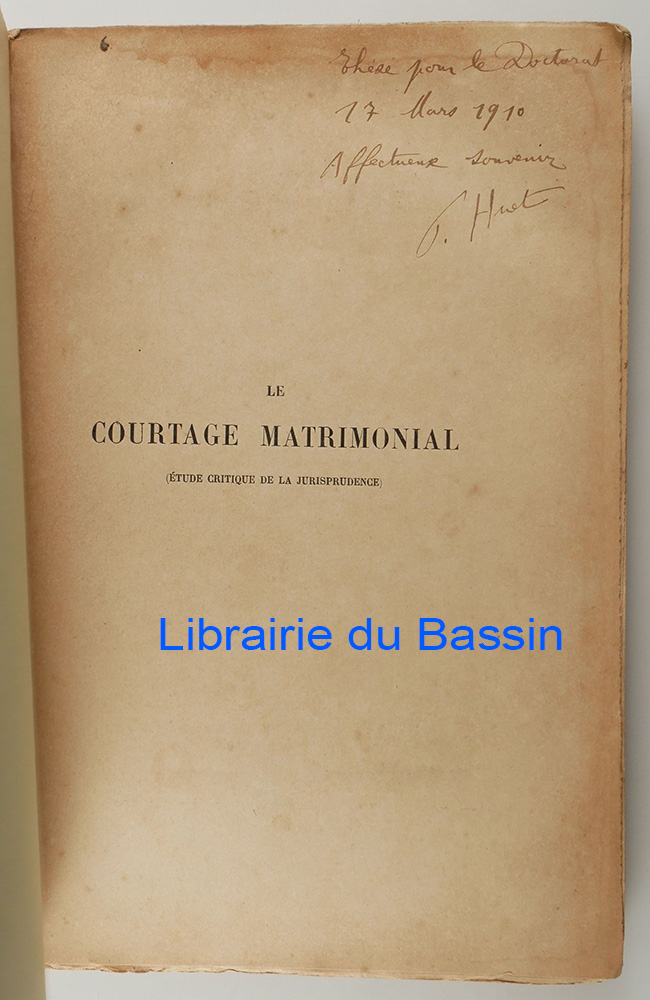 Thèse pour le Doctorat
17 Mars 1910
Affectueux souvenir
P. Huet
LE
COURTAGE MATRIMONIAL
(ÉTUDE CRITIQUE DE LA JURISPRUDENCE)
Librairie du Bassin